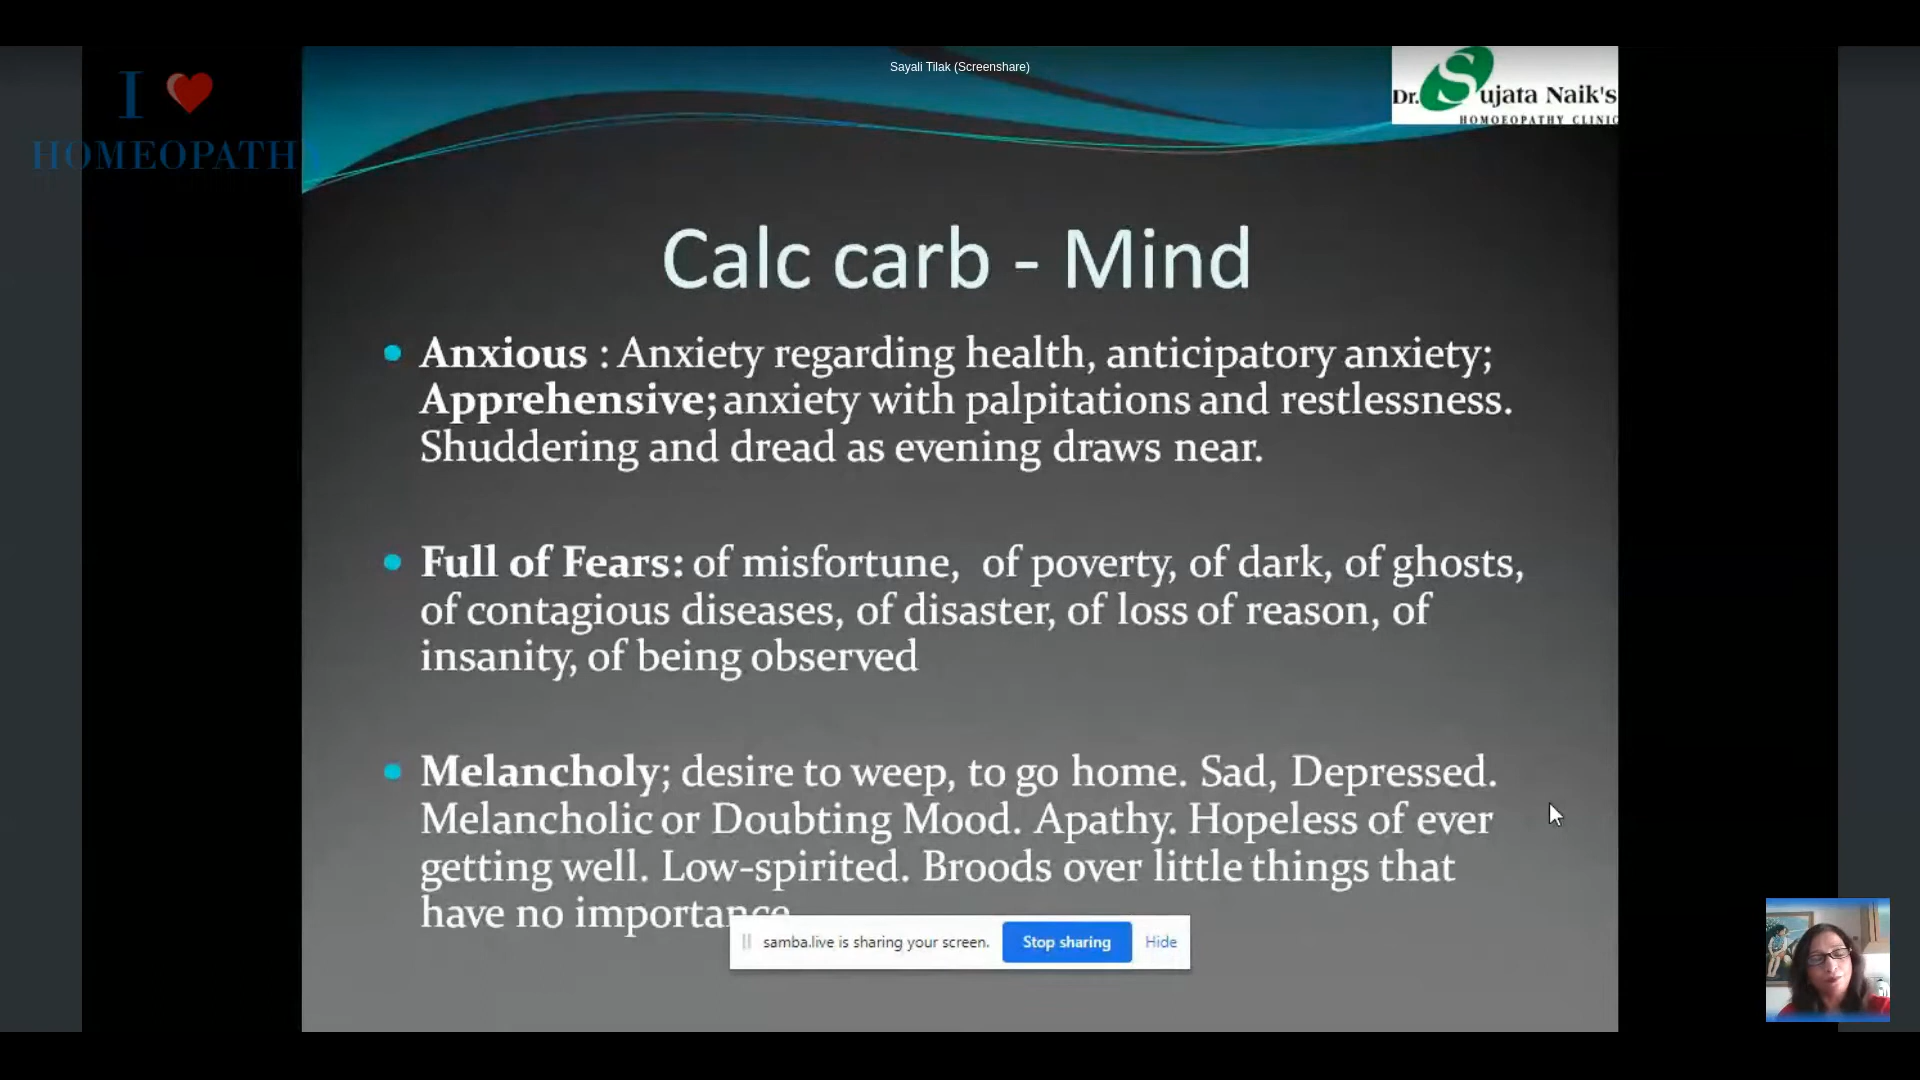 Sayali Tilak (Screenshare)
I
HOMEOPATHY
Dr. Sujata Naik's
HOMOEOPATHY CLINIC
Calc carb - Mind
Anxious : Anxiety regarding health, anticipatory anxiety;
Apprehensive; anxiety with palpitations and restlessness.
Shuddering and dread as evening draws near.
Full of Fears: of misfortune, of poverty, of dark, of ghosts,
of contagious diseases, of disaster, of loss of reason, of
insanity, of being observed
Melancholy; desire to weep, to go home. Sad, Depressed.
Melancholic or Doubting Mood. Apathy. Hopeless of ever
getting well. Low-spirited. Broods over little things that
have no importance
samba.live is sharing your screen. Stop sharing Hide